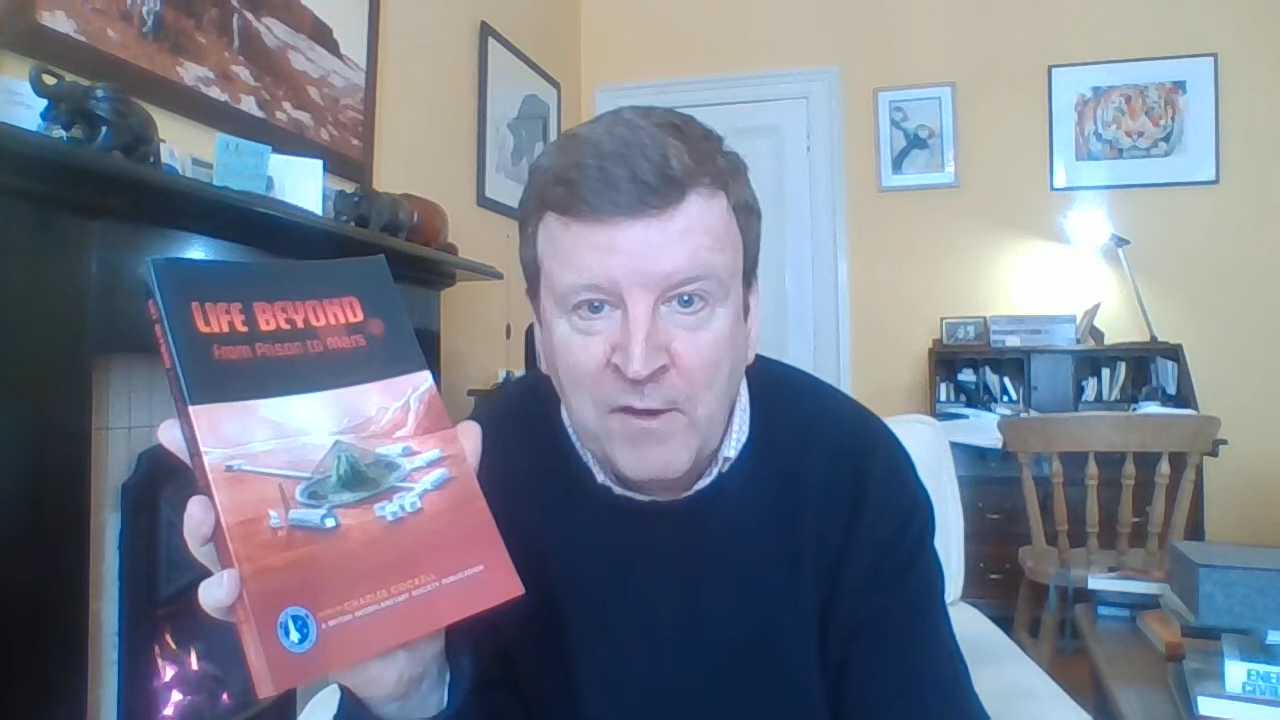 LIFE BEYOND
From Prison to Mars
CHARLES COCKELL
A BRITISH INTERPLANETARY SOCIETY PUBLICATION